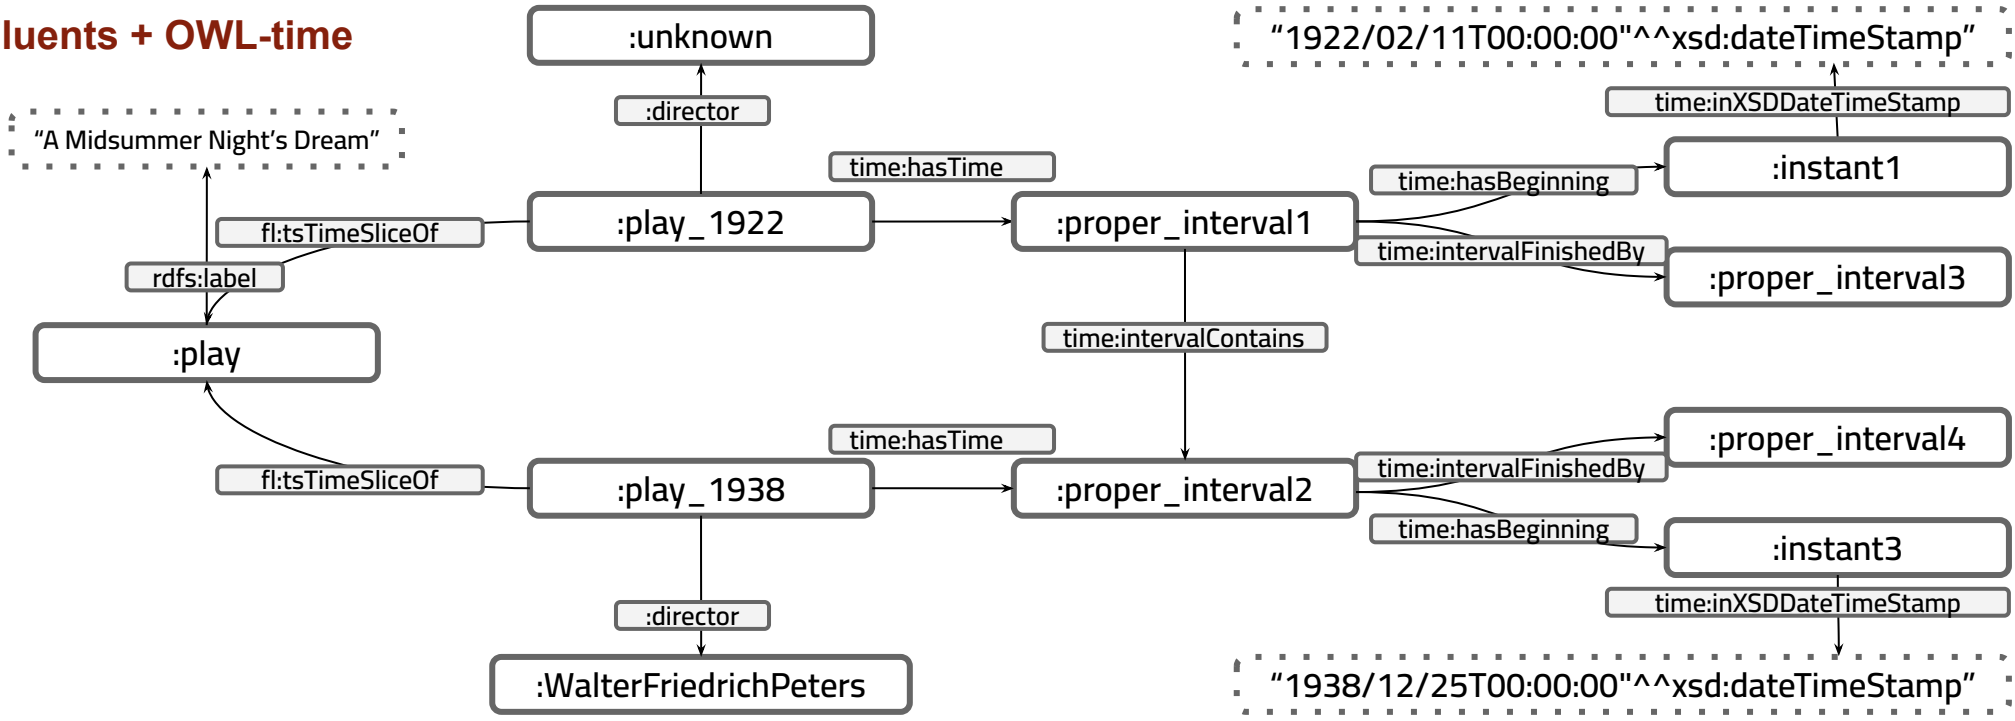 luents + OWL-time
:unknown
“1922/02/11T00:00:00"^^xsd:dateTimeStamp”
:director
time:inXSDDateTimeStamp
“A Midsummer Night’s Dream”
time:hasTime
time:hasBeginning
:instant1
fl:tsTimeSliceOf
:play_1922
:proper_interval1
time:intervalFinishedBy
rdfs:label
:proper_interval3
:play
time:intervalContains
time:hasTime
:proper_interval4
fl:tsTimeSliceOf
:play_1938
:proper_interval2
time:intervalFinishedBy
time:hasBeginning
:instant3
:director
time:inXSDDateTimeStamp
:WalterFriedrichPeters
“1938/12/25T00:00:00"^^xsd:dateTimeStamp”